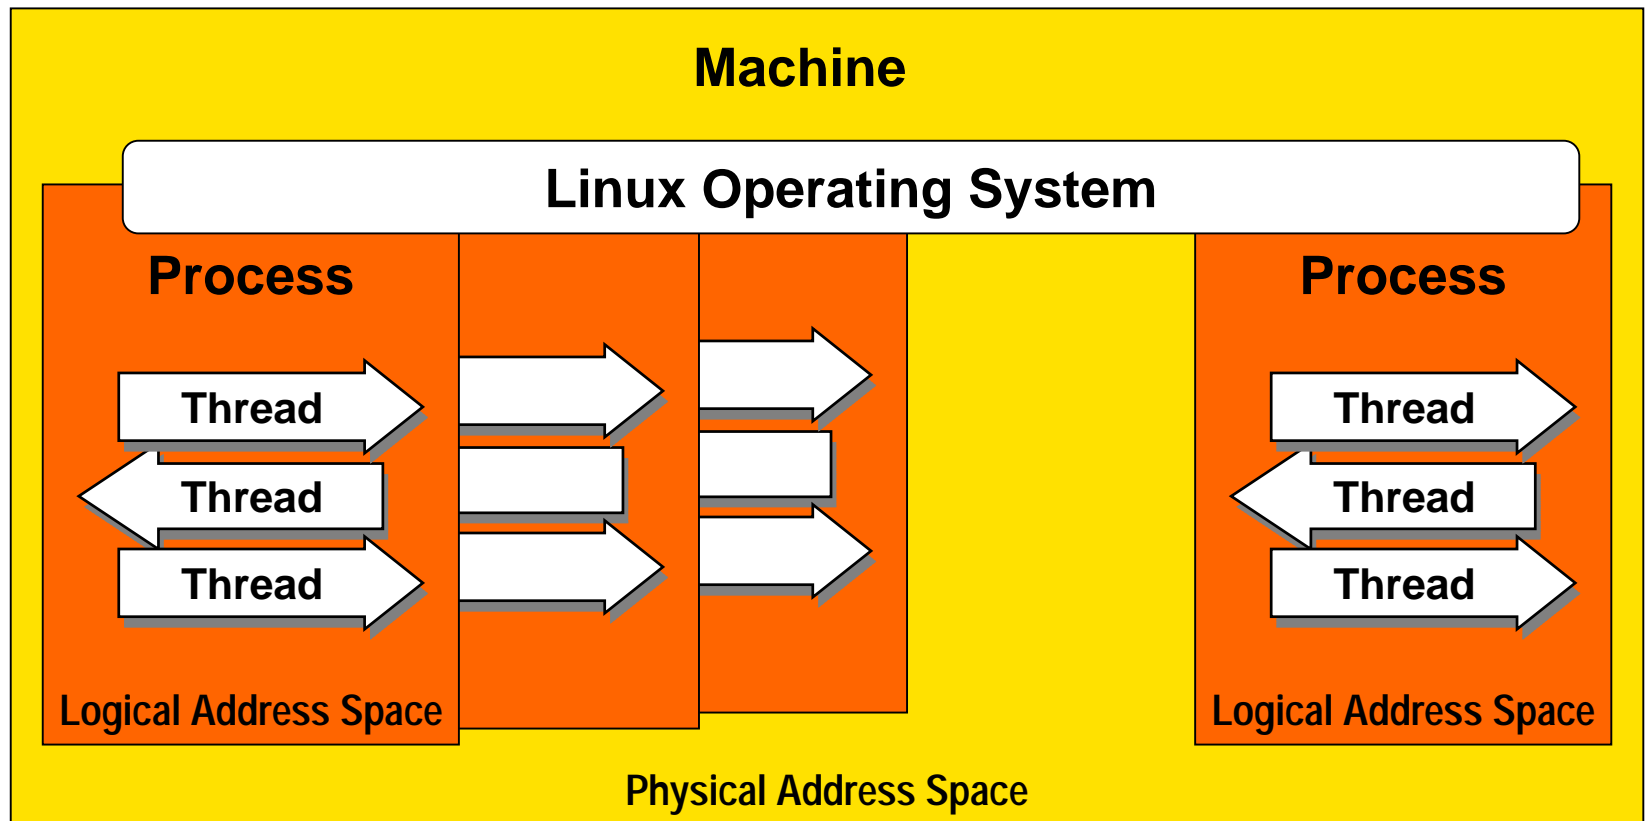 Machine
Linux Operating System
Process
Process
Thread
Thread
Thread
Thread
Thread
Thread
Logical Address Space
Logical Address Space
Physical Address Space